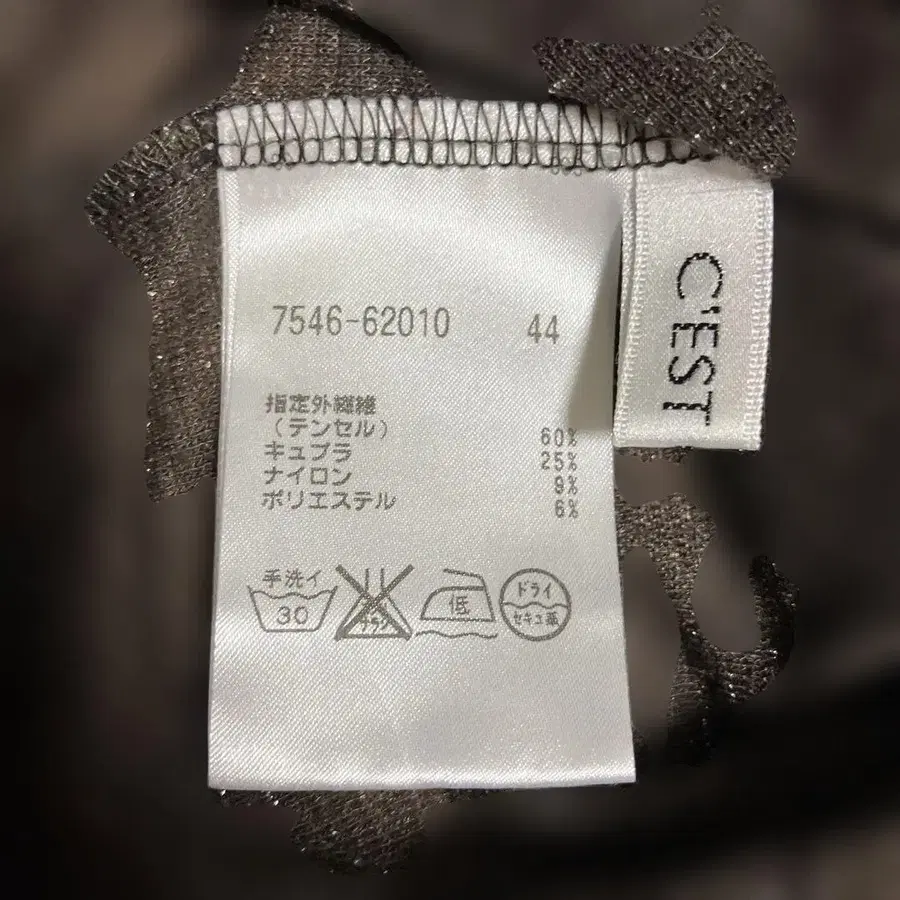 7546-62010 44
指定外繊維
（テンセル） 60%
キュプラ 25%
ナイロン 9%
ポリエステル 6%
手洗イ
30
低
ドライ
セキユ系
C'EST